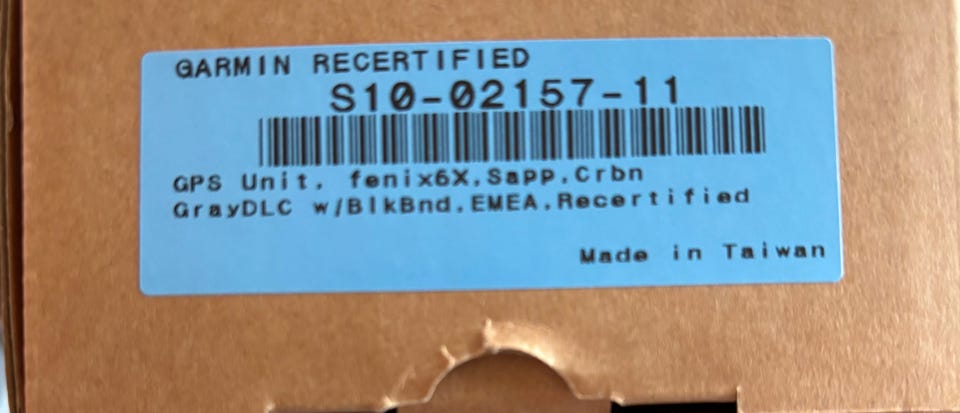 GARMIN RECERTIFIED
S10-02157-11
GPS Unit, fenix6X,Sapp,Crbn
GrayDLC w/BlkBnd,EMEA,Recertified
Made in Taiwan